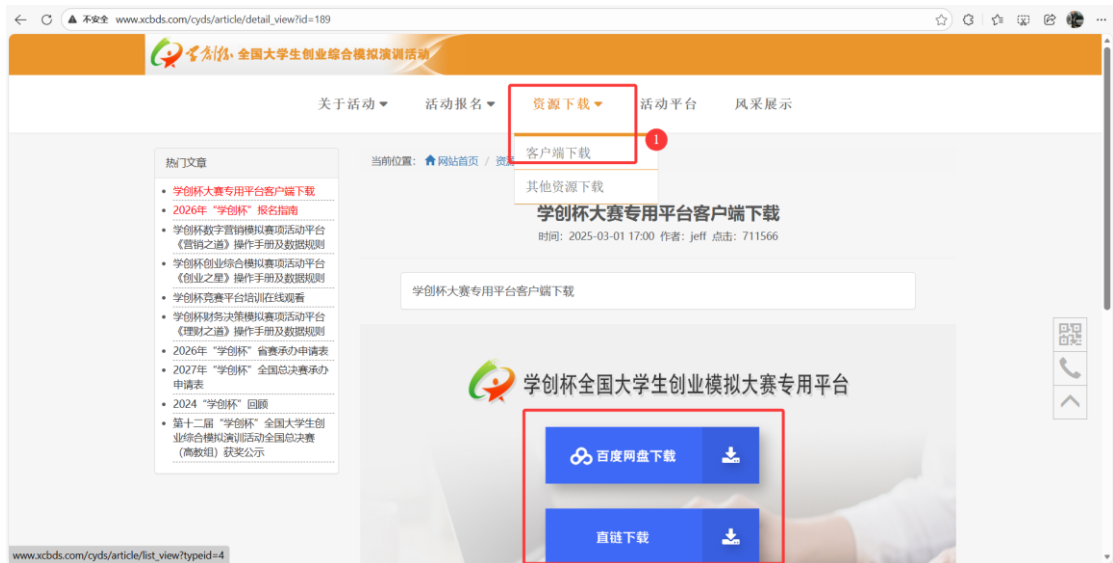 不安全 www.xcbds.com/cyds/article/detail_view?id=189
学创杯·全国大学生创业综合模拟演训活动
关于活动 活动报名 资源下载 活动平台 风采展示
1
客户端下载
其他资源下载
热门文章
学创杯大赛专用平台客户端下载
2026年“学创杯”报名指南
学创杯数字营销模拟赛项活动平台
《营销之道》操作手册及数据规则
学创杯创业综合模拟赛项活动平台
《创业之星》操作手册及数据规则
学创杯竞赛平台培训在线观看
学创杯财务决策模拟赛项活动平台
《理财之道》操作手册及数据规则
2026年“学创杯”省赛承办申请表
2027年“学创杯”全国总决赛承办
申请表
2024“学创杯”回顾
第十二届“学创杯”全国大学生创
业综合模拟演训活动全国总决赛
（高教组）获奖公示
当前位置： 网站首页 / 资
学创杯大赛专用平台客户端下载
时间：2025-03-01 17:00 作者：jeff 点击：711566
学创杯大赛专用平台客户端下载
学创杯全国大学生创业模拟大赛专用平台
百度网盘下载
直链下载
www.xcbds.com/cyds/article/list_view?typeid=4